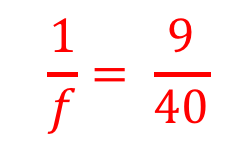 1/f = 9/40